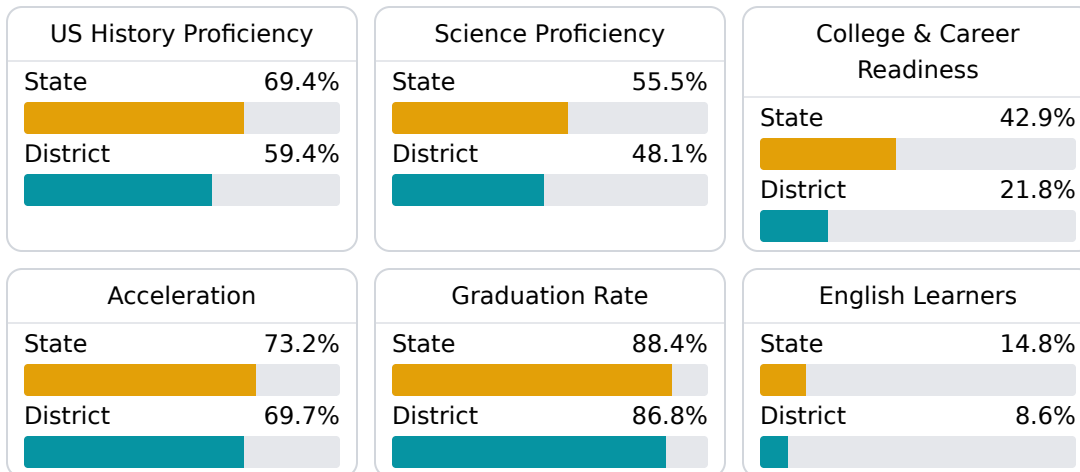 US History Proficiency
State 69.4%
District 59.4%
Science Proficiency
State 55.5%
District 48.1%
College & Career
Readiness
State 42.9%
District 21.8%
Acceleration
State 73.2%
District 69.7%
Graduation Rate
State 88.4%
District 86.8%
English Learners
State 14.8%
District 8.6%